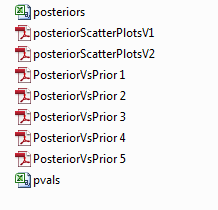 posteriors
posteriorScatterPlotsV1
posteriorScatterPlotsV2
PosteriorVsPrior 1
PosteriorVsPrior 2
PosteriorVsPrior 3
PosteriorVsPrior 4
PosteriorVsPrior 5
pvals